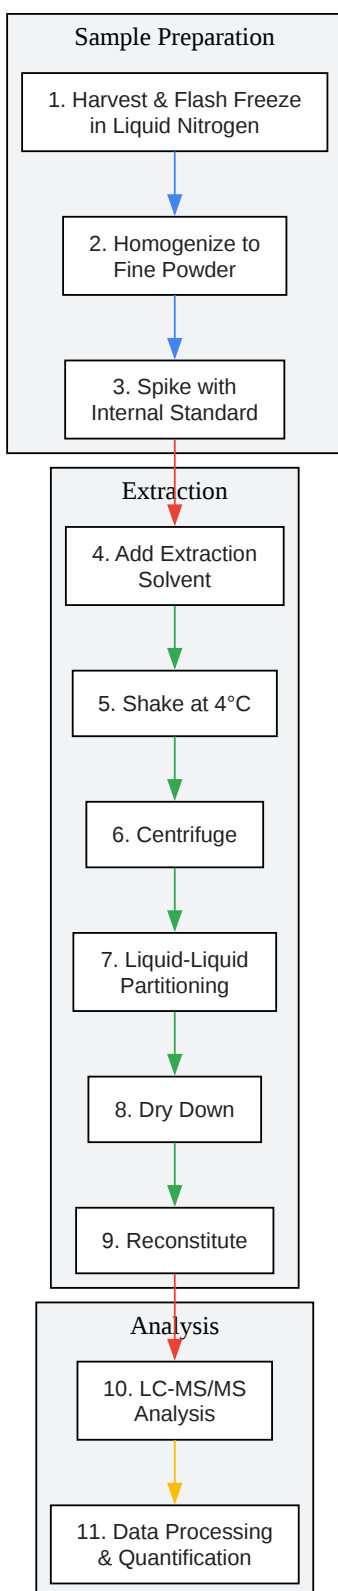 Sample Preparation
1. Harvest & Flash Freeze
in Liquid Nitrogen
2. Homogenize to
Fine Powder
3. Spike with
Internal Standard
Extraction
4. Add Extraction
Solvent
5. Shake at 4°C
6. Centrifuge
7. Liquid-Liquid
Partitioning
8. Dry Down
9. Reconstitute
Analysis
10. LC-MS/MS
Analysis
11. Data Processing
& Quantification